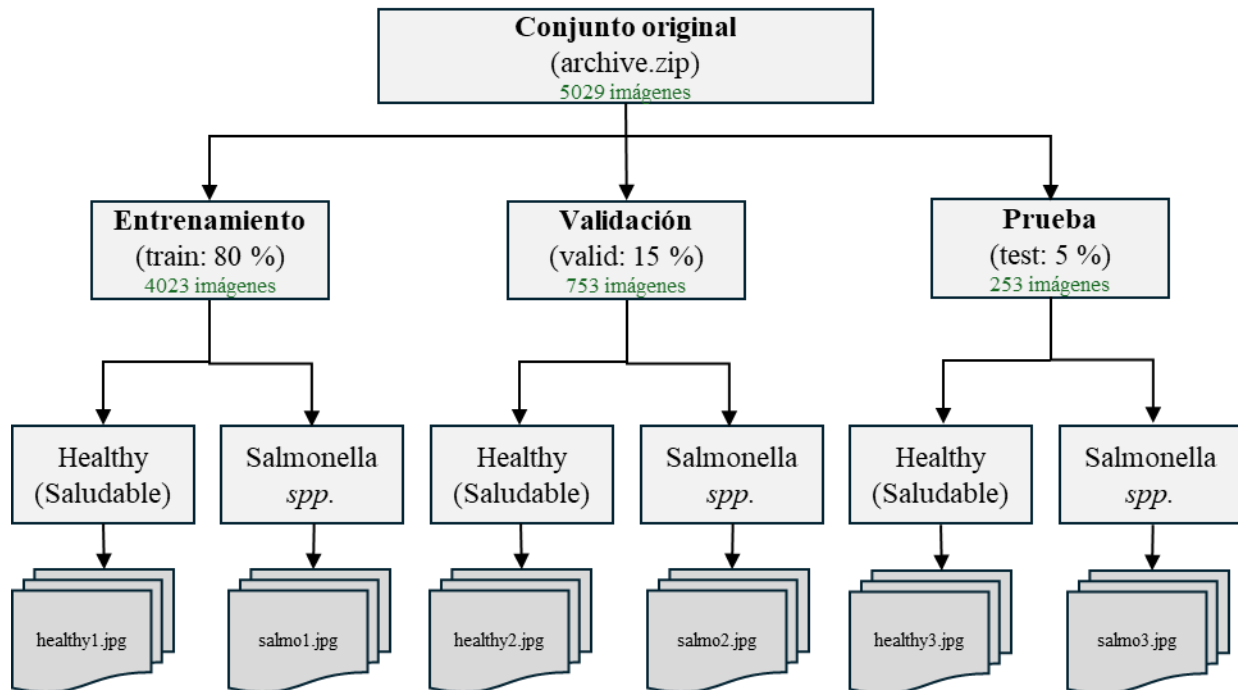 Conjunto original
(archive.zip)
5029 imágenes
Entrenamiento
(train: 80 %)
4023 imágenes
Validación
(valid: 15 %)
753 imágenes
Prueba
(test: 5 %)
253 imágenes
Healthy
(Saludable)
Salmonella
spp.
Healthy
(Saludable)
Salmonella
spp.
Healthy
(Saludable)
Salmonella
spp.
healthy1.jpg
salmo1.jpg
healthy2.jpg
salmo2.jpg
healthy3.jpg
salmo3.jpg